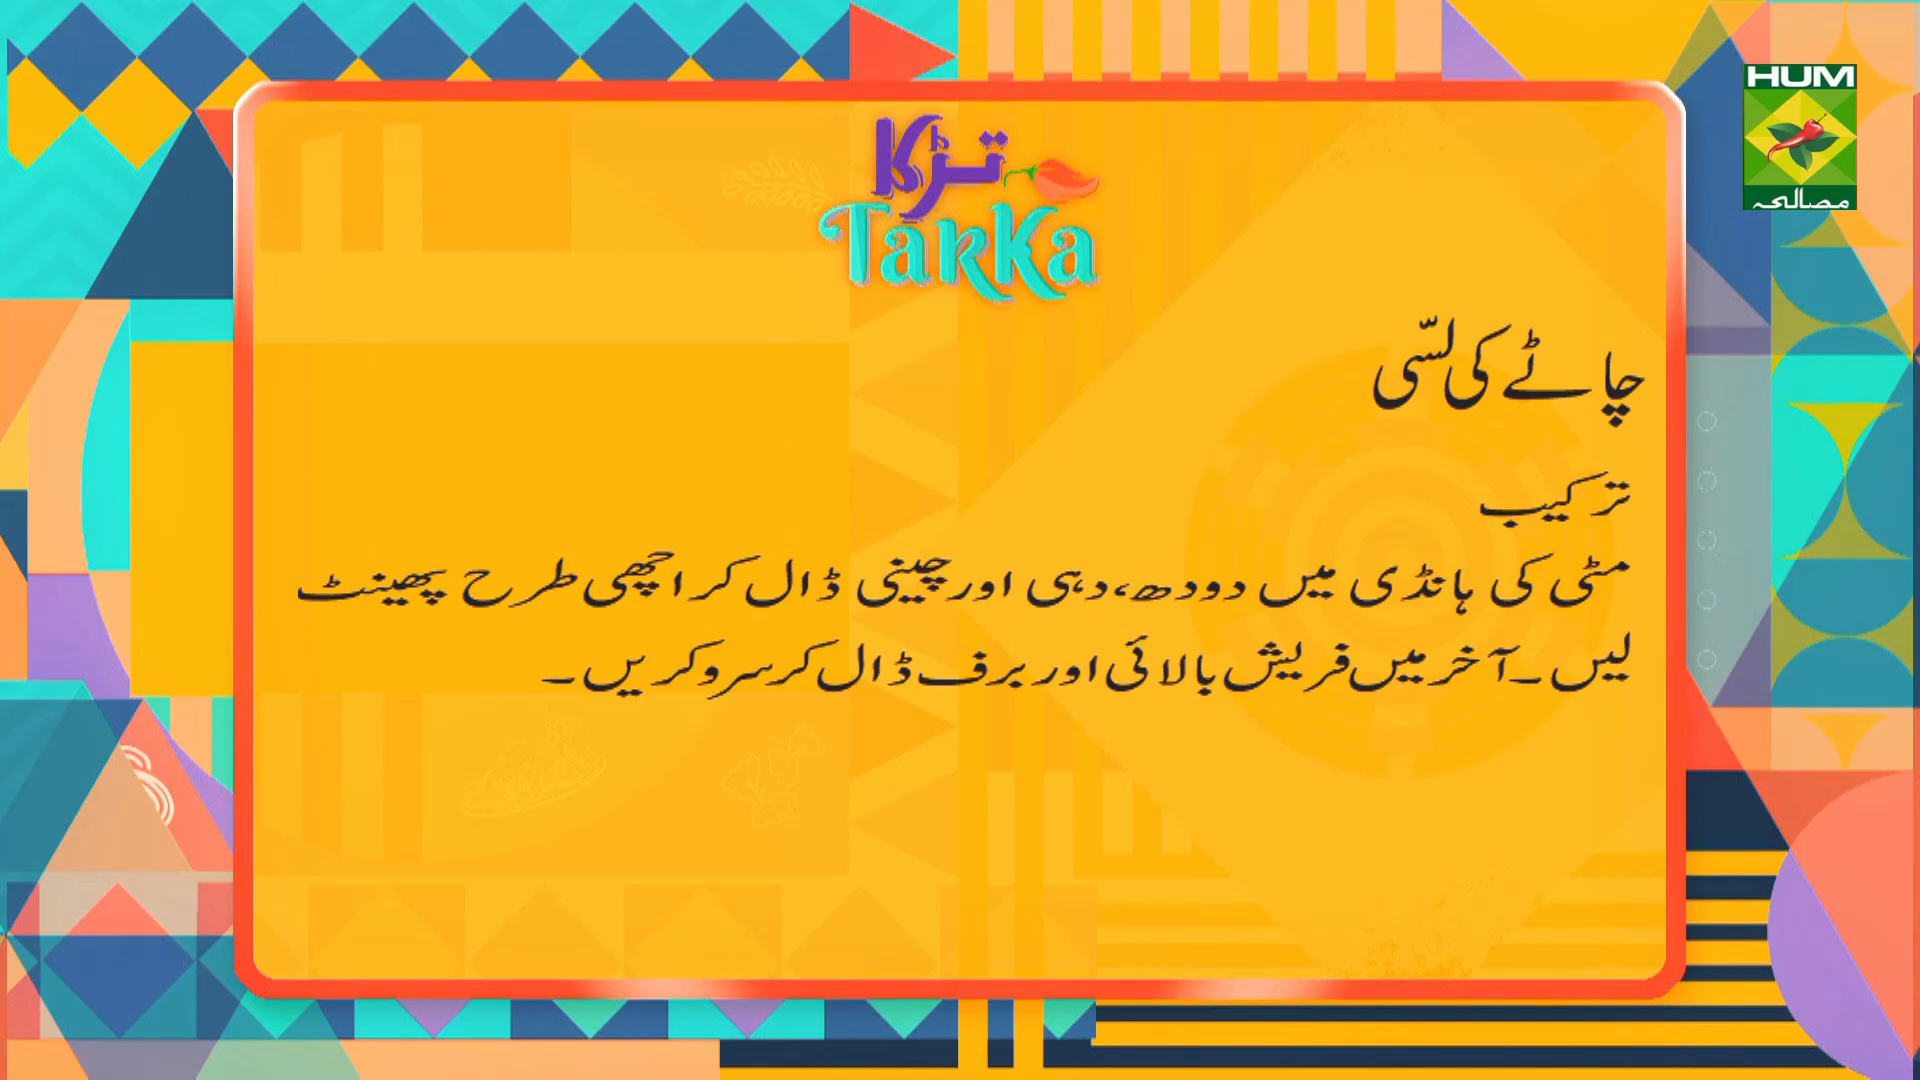 HUM
مصالحہ
تڑکا
TarKa
چاٹے کی لسّی
ترکیب
مٹی کی ہانڈی میں دودھ،دہی اور چینی ڈال کر اچھی طرح پھینٹ
لیں۔آخر میں فریش بالائی اور برف ڈال کر سرو کریں۔